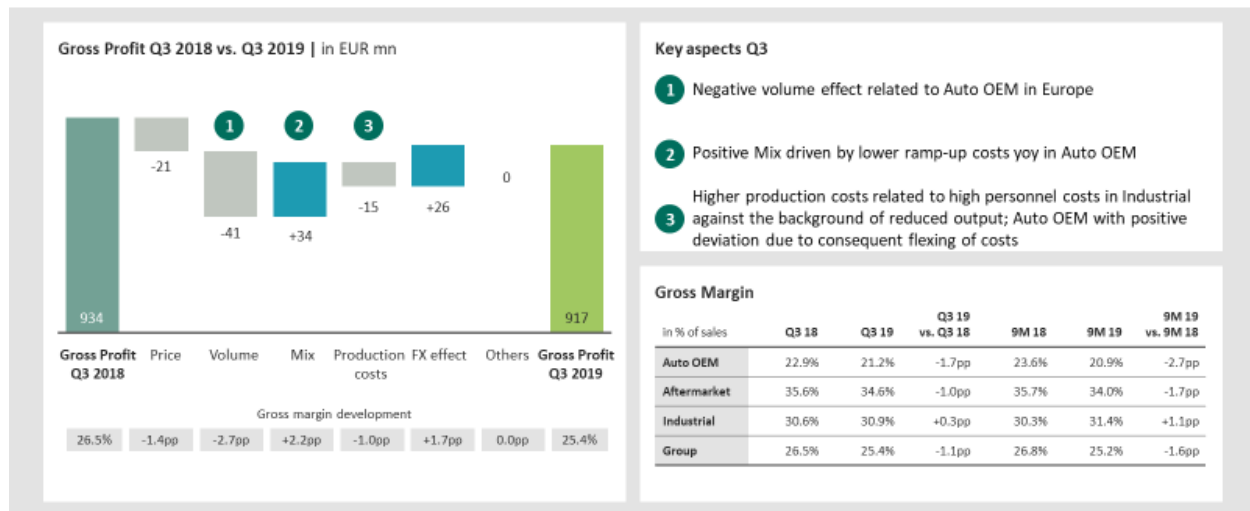 Gross Profit Q3 2018 vs. Q3 2019 | in EUR mn
1
2
3
-21
-41
+34
-15
+26
0
934
917
Gross Profit Q3 2018
Price
Volume
Mix
Production costs
FX effect
Others
Gross Profit Q3 2019
Gross margin development
26.5% -1.4pp -2.7pp +2.2pp -1.0pp +1.7pp 0.0pp 25.4%
Key aspects Q3
1 Negative volume effect related to Auto OEM in Europe
2 Positive Mix driven by lower ramp-up costs yoy in Auto OEM
3 Higher production costs related to high personnel costs in Industrial
against the background of reduced output; Auto OEM with positive
deviation due to consequent flexing of costs
Gross Margin
in % of sales Q3 18 Q3 19 Q3 19 vs. Q3 18 9M 18 9M 19 9M 19 vs. 9M 18
Auto OEM 22.9% 21.2% -1.7pp 23.6% 20.9% -2.7pp
Aftermarket 35.6% 34.6% -1.0pp 35.7% 34.0% -1.7pp
Industrial 30.6% 30.9% +0.3pp 30.3% 31.4% +1.1pp
Group 26.5% 25.4% -1.1pp 26.8% 25.2% -1.6pp